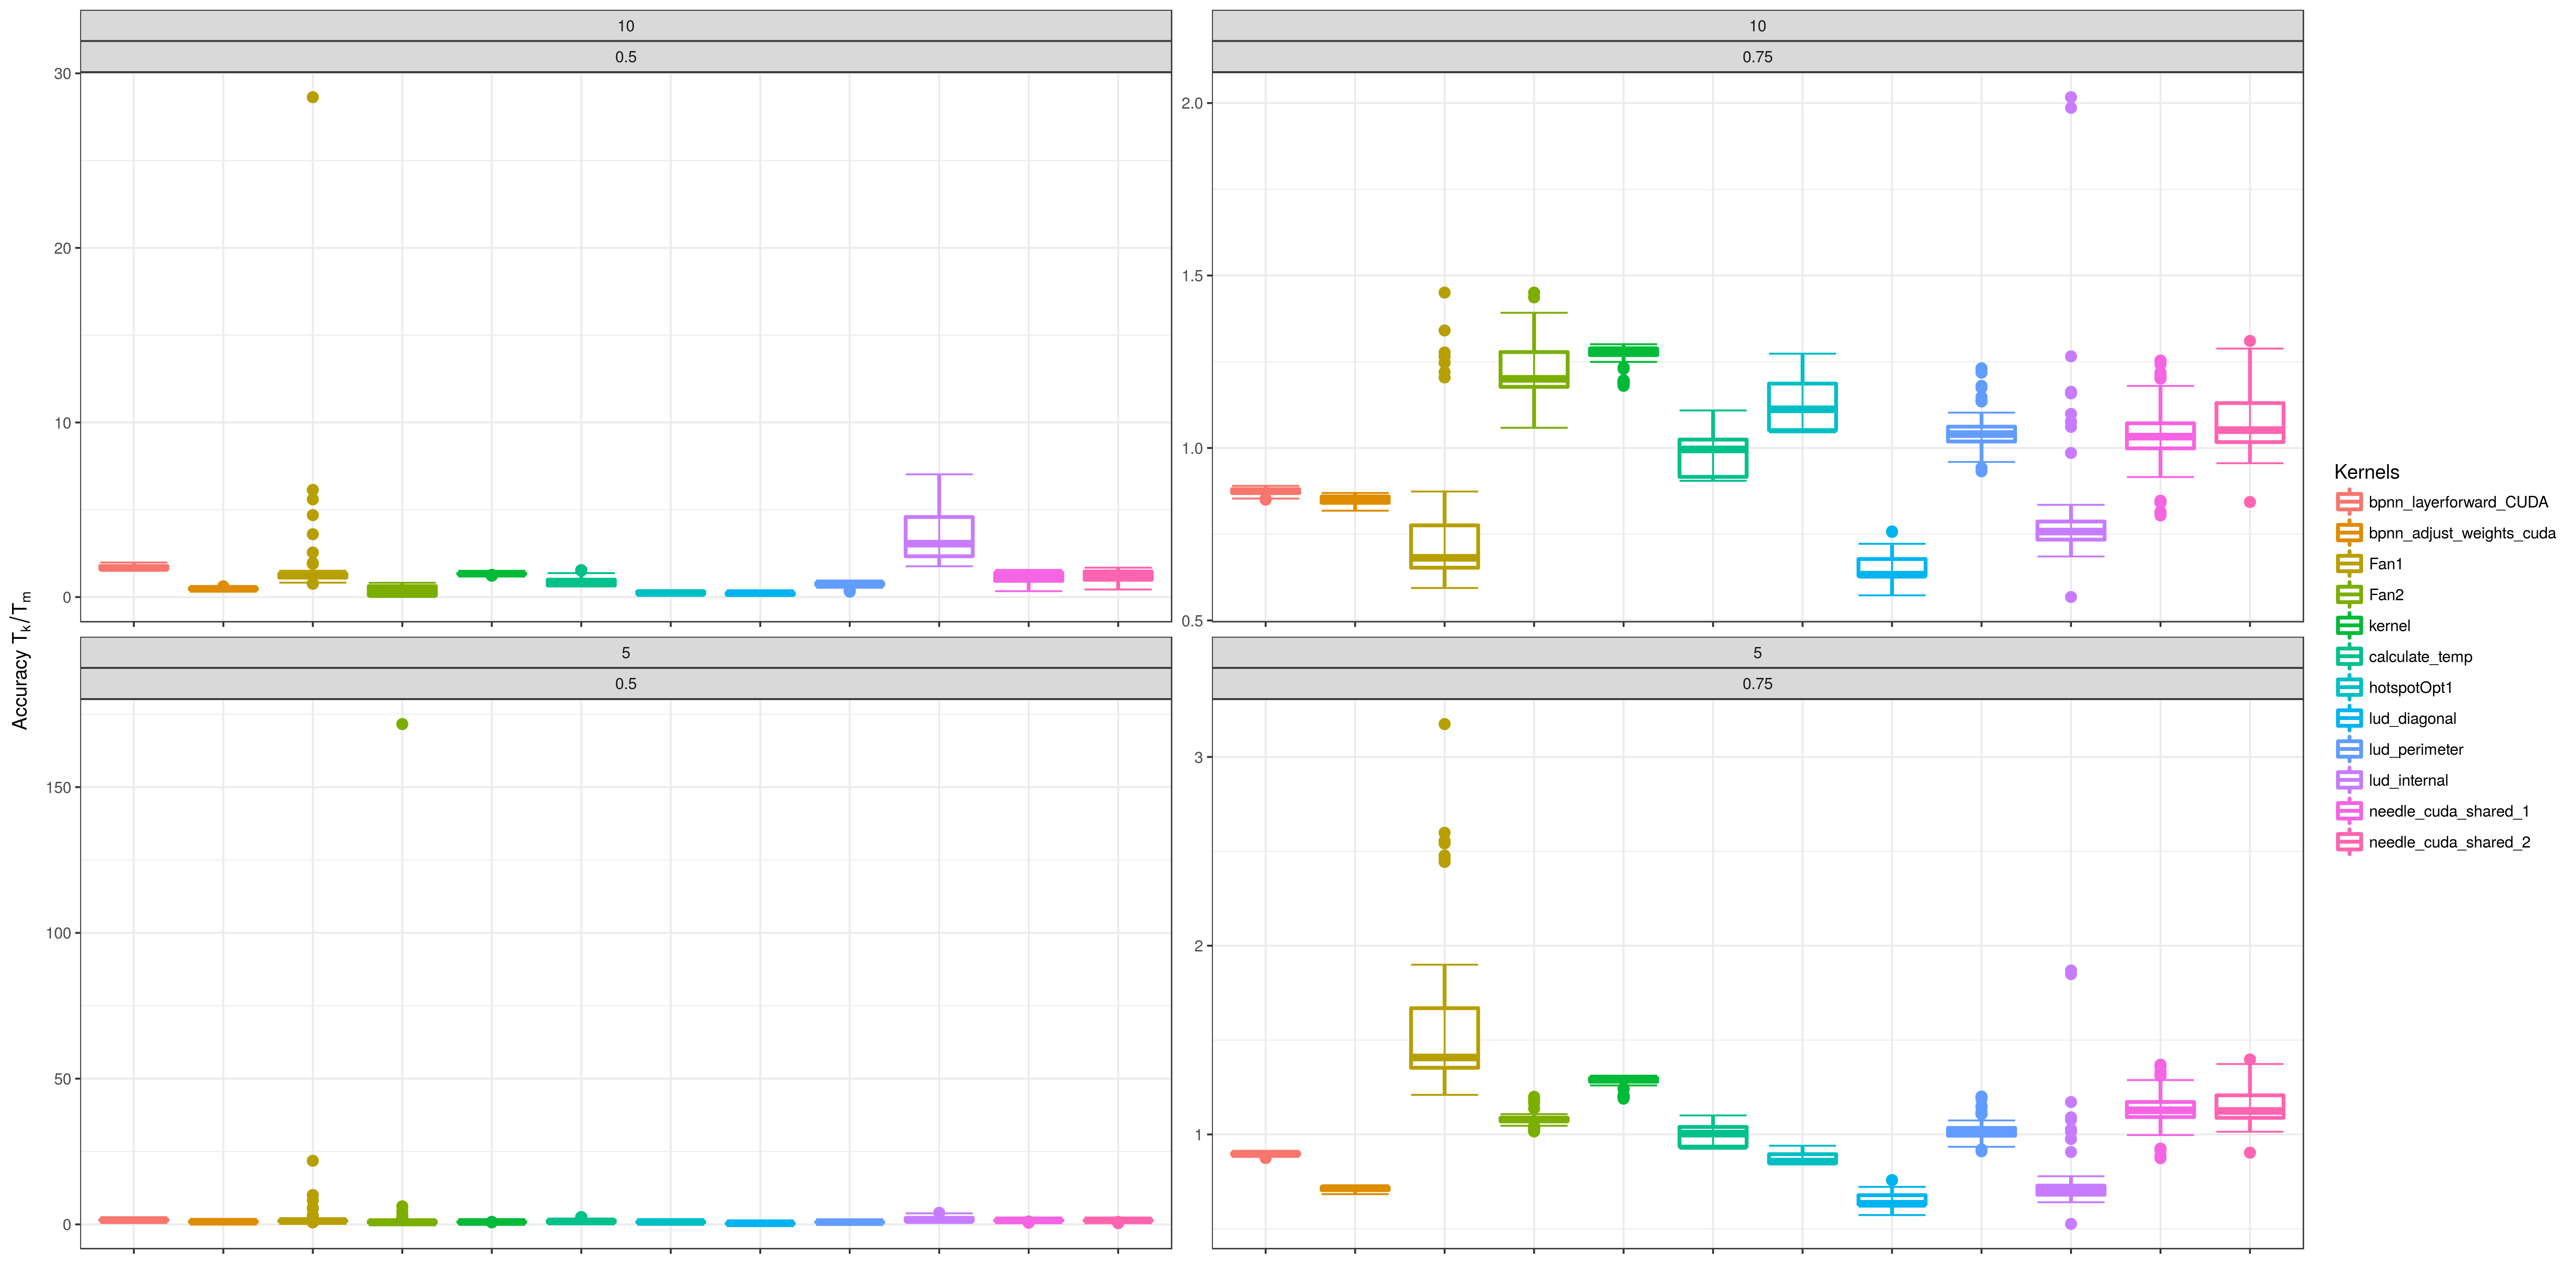 10
0.5
30
20
10
0
10
0.75
2.0
1.5
1.0
0.5
5
0.5
150
100
50
0
5
0.75
3
2
1
Accuracy Tk/Tm
Kernels
bpnn_layerforward_CUDA
bpnn_adjust_weights_cuda
Fan1
Fan2
kernel
calculate_temp
hotspotOpt1
lud_diagonal
lud_perimeter
lud_internal
needle_cuda_shared_1
needle_cuda_shared_2